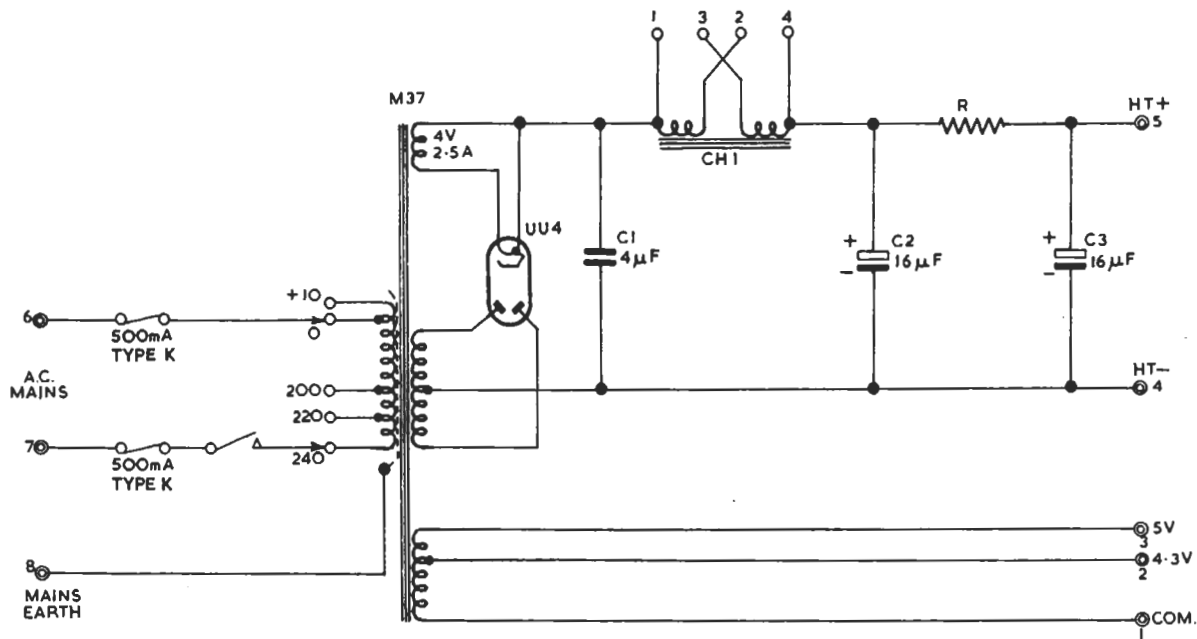 1 3 2 4
M37
4V
2·5A
R
HT+
5
CH1
UU4
C1
4µF
+
C2
16µF
-
+
C3
16µF
-
+10
6
0
500mA
TYPE K
A.C.
MAINS
200
220
HT-
4
7
240
500mA
TYPE K
5V
3
4·3V
2
8
MAINS
EARTH
COM.
1